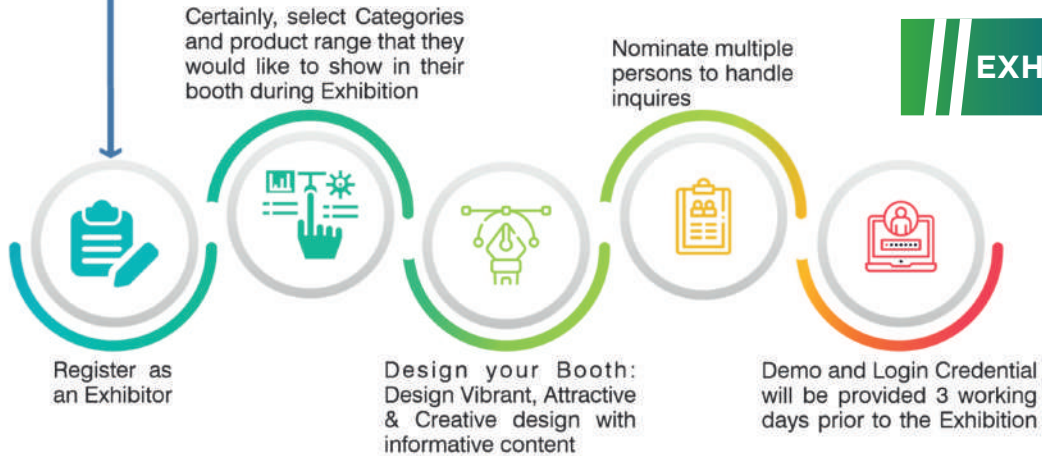 Certainly, select Categories
and product range that they
would like to show in their
booth during Exhibition
Nominate multiple
persons to handle
inquires
EXH
Register as
an Exhibitor
Design your Booth:
Design Vibrant, Attractive
& Creative design with
informative content
Demo and Login Credential
will be provided 3 working
days prior to the Exhibition